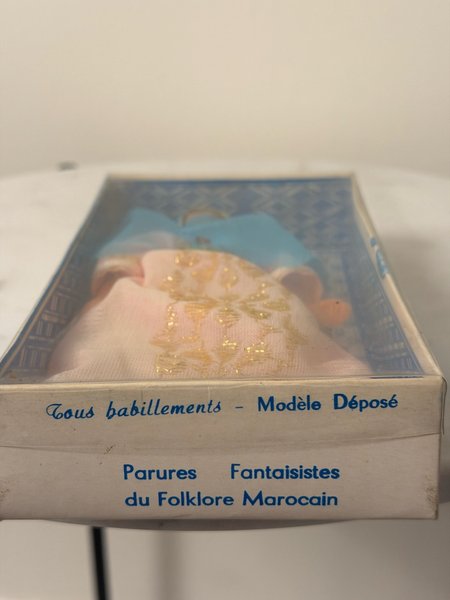 Tous habillements - Modèle Déposé
Parures Fantaisistes
du Folklore Marocain